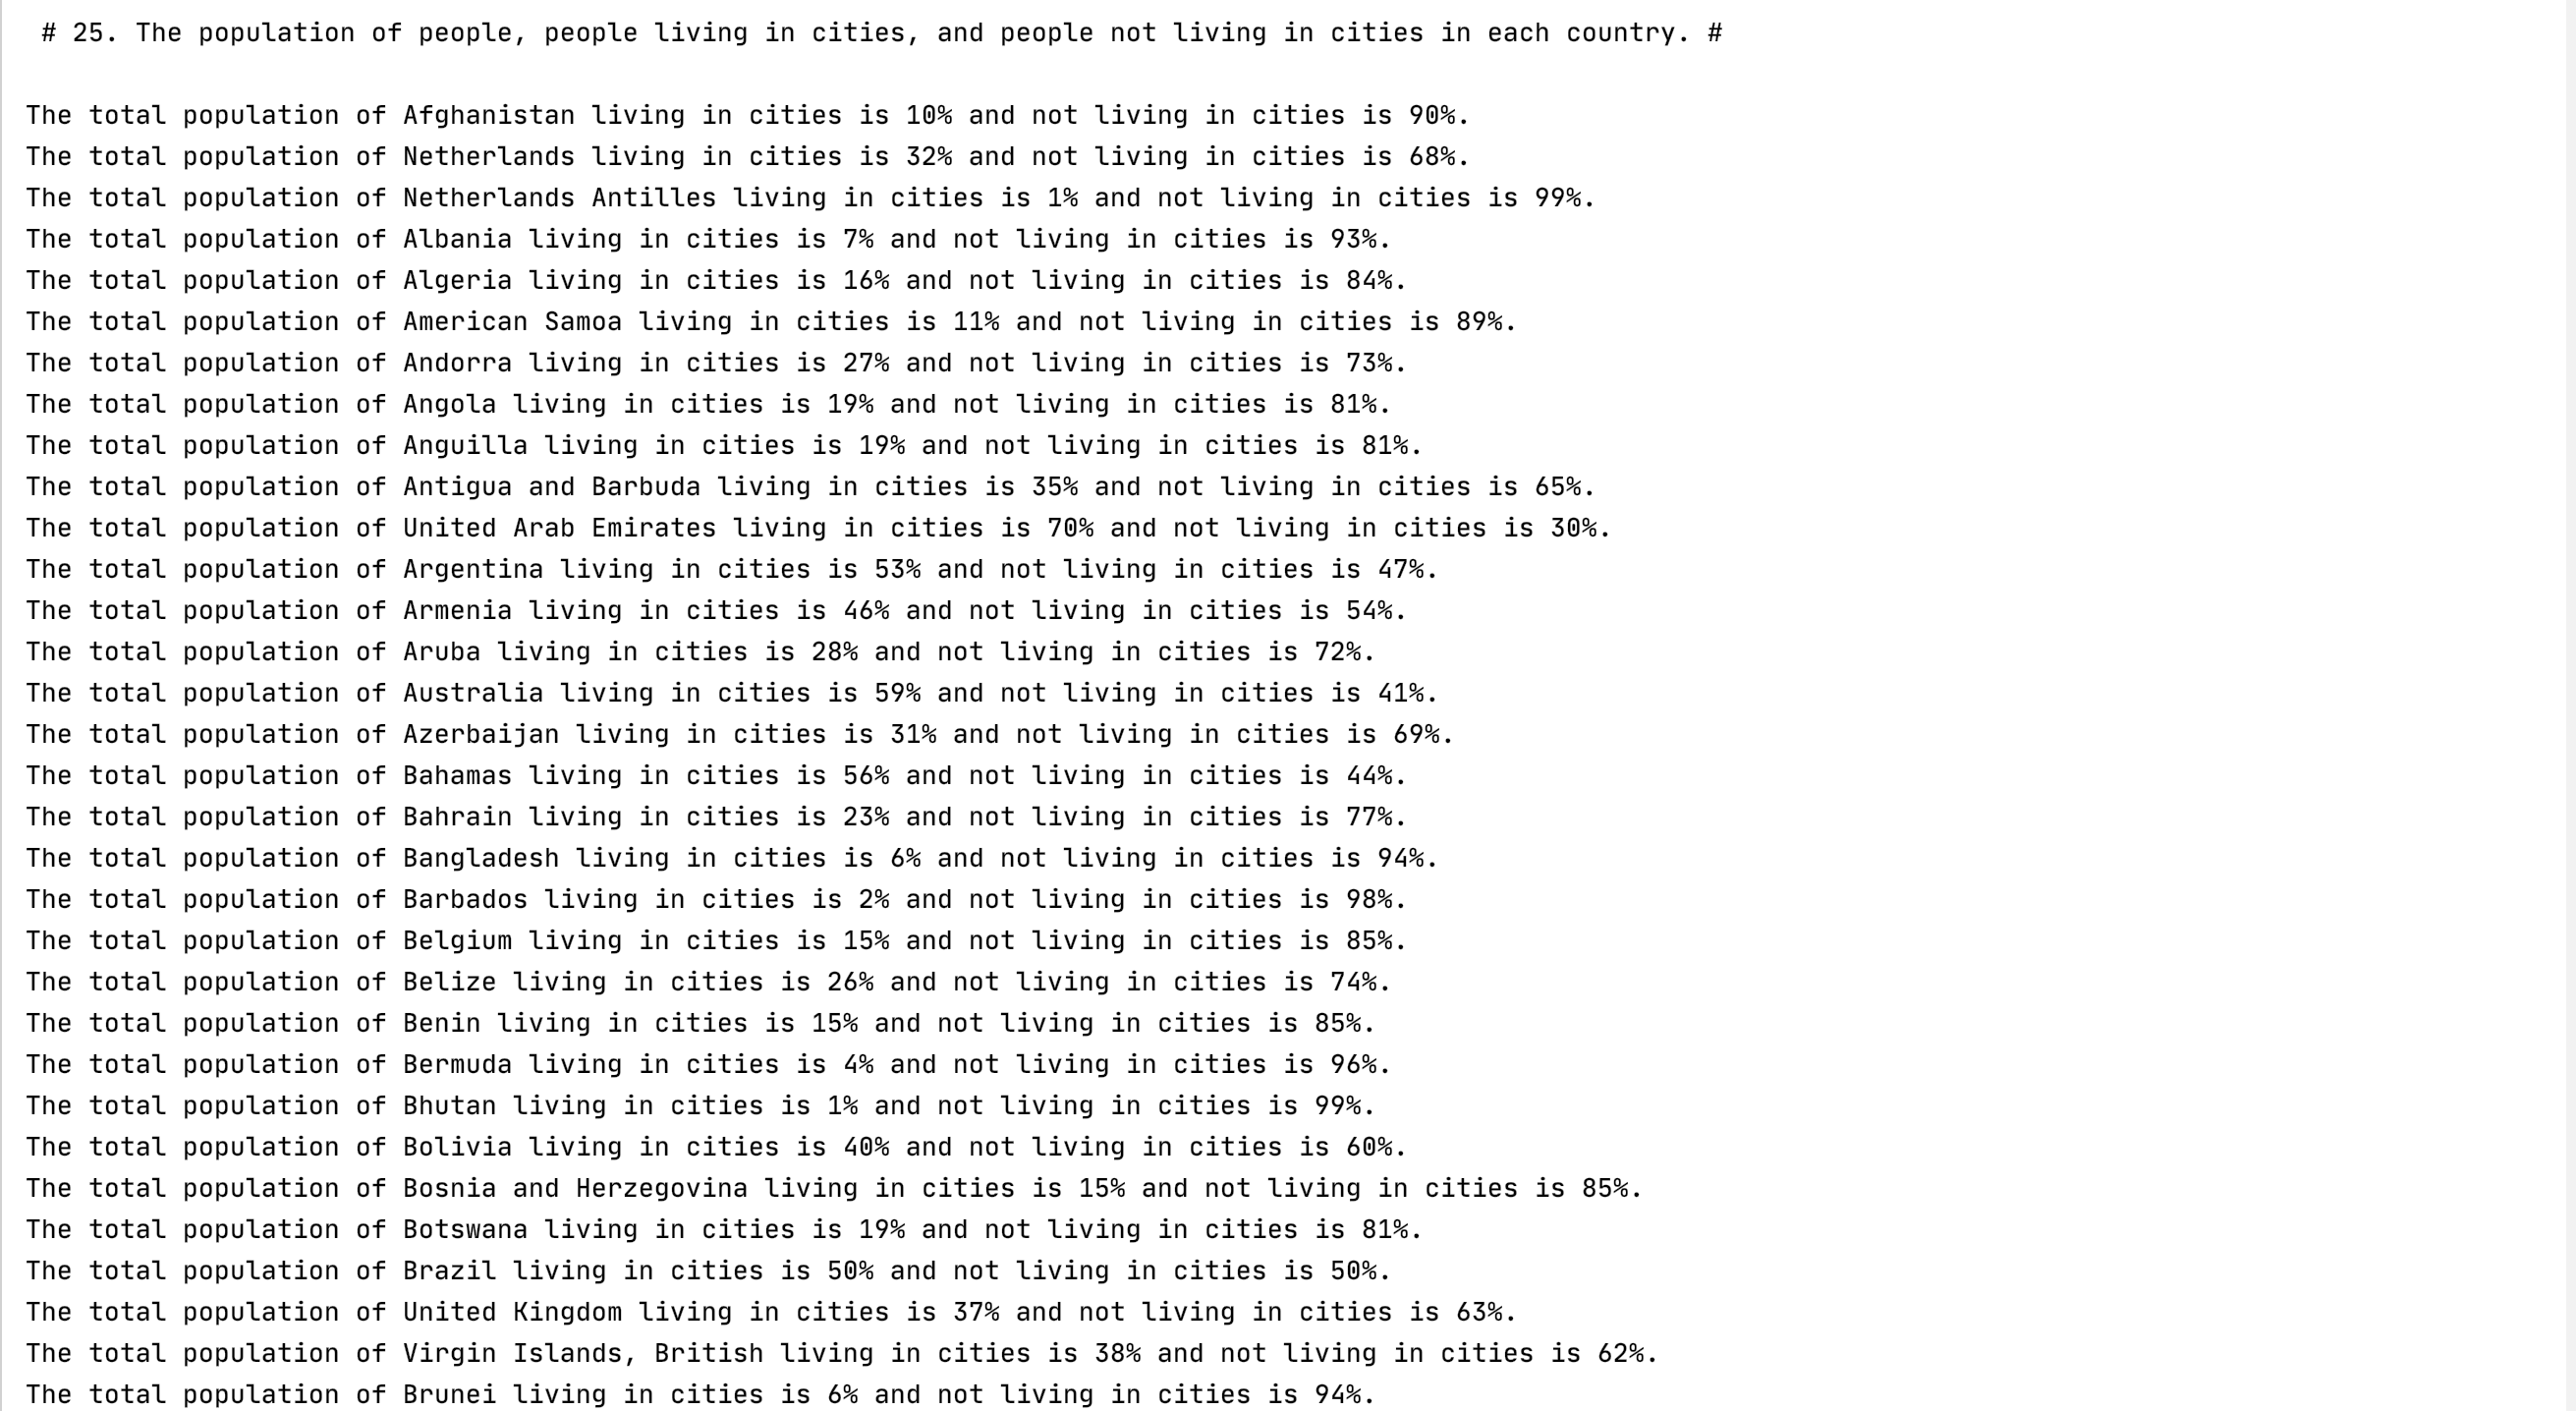 # 25. The population of people, people living in cities, and people not living in cities in each country. #
The total population of Afghanistan living in cities is 10% and not living in cities is 90%.
The total population of Netherlands living in cities is 32% and not living in cities is 68%.
The total population of Netherlands Antilles living in cities is 1% and not living in cities is 99%.
The total population of Albania living in cities is 7% and not living in cities is 93%.
The total population of Algeria living in cities is 16% and not living in cities is 84%.
The total population of American Samoa living in cities is 11% and not living in cities is 89%.
The total population of Andorra living in cities is 27% and not living in cities is 73%.
The total population of Angola living in cities is 19% and not living in cities is 81%.
The total population of Anguilla living in cities is 19% and not living in cities is 81%.
The total population of Antigua and Barbuda living in cities is 35% and not living in cities is 65%.
The total population of United Arab Emirates living in cities is 70% and not living in cities is 30%.
The total population of Argentina living in cities is 53% and not living in cities is 47%.
The total population of Armenia living in cities is 46% and not living in cities is 54%.
The total population of Aruba living in cities is 28% and not living in cities is 72%.
The total population of Australia living in cities is 59% and not living in cities is 41%.
The total population of Azerbaijan living in cities is 31% and not living in cities is 69%.
The total population of Bahamas living in cities is 56% and not living in cities is 44%.
The total population of Bahrain living in cities is 23% and not living in cities is 77%.
The total population of Bangladesh living in cities is 6% and not living in cities is 94%.
The total population of Barbados living in cities is 2% and not living in cities is 98%.
The total population of Belgium living in cities is 15% and not living in cities is 85%.
The total population of Belize living in cities is 26% and not living in cities is 74%.
The total population of Benin living in cities is 15% and not living in cities is 85%.
The total population of Bermuda living in cities is 4% and not living in cities is 96%.
The total population of Bhutan living in cities is 1% and not living in cities is 99%.
The total population of Bolivia living in cities is 40% and not living in cities is 60%.
The total population of Bosnia and Herzegovina living in cities is 15% and not living in cities is 85%.
The total population of Botswana living in cities is 19% and not living in cities is 81%.
The total population of Brazil living in cities is 50% and not living in cities is 50%.
The total population of United Kingdom living in cities is 37% and not living in cities is 63%.
The total population of Virgin Islands, British living in cities is 38% and not living in cities is 62%.
The total population of Brunei living in cities is 6% and not living in cities is 94%.